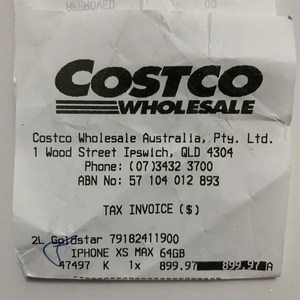 COSTCO
WHOLESALE
Costco Wholesale Australia, Pty. Ltd.
1 Wood Street Ipswich, QLD 4304
Phone: (07)3432 3700
ABN No: 57 104 012 893
TAX INVOICE ($)
2L Goldstar 79182411900
IPHONE XS MAX 64GB
47497 K 1x 899.97 899.97 A